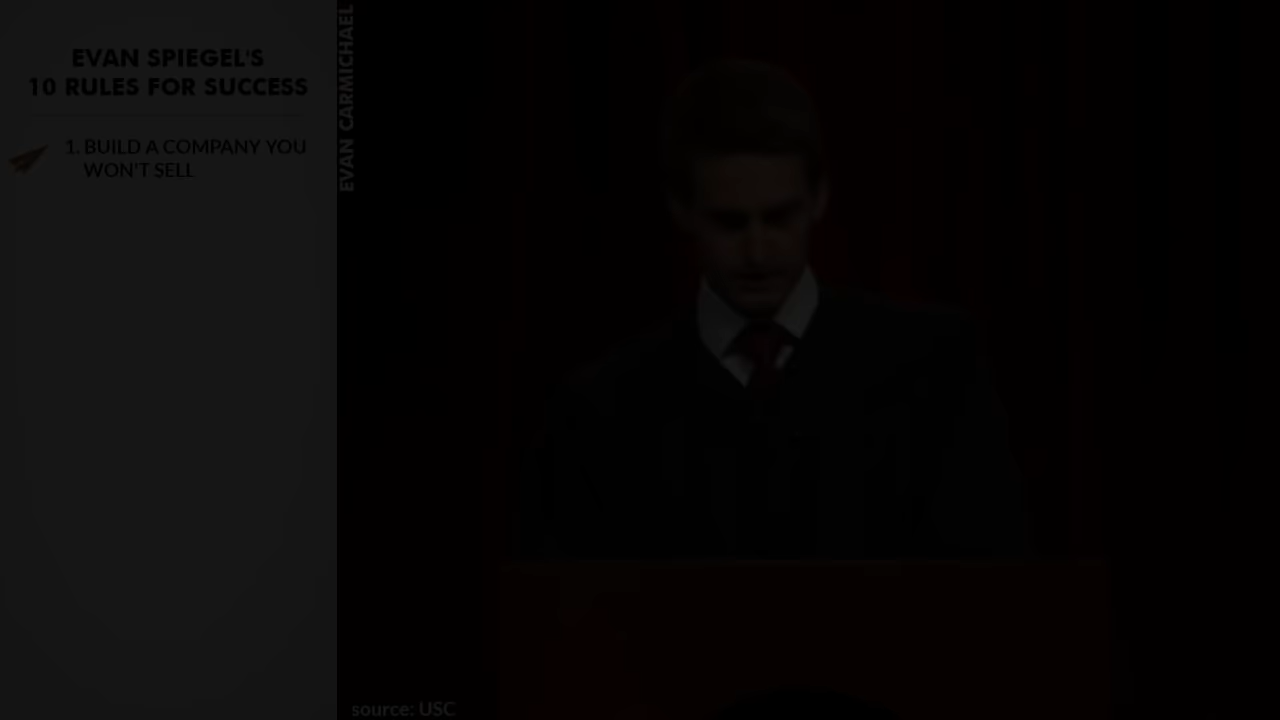 EVAN SPIEGEL'S
10 RULES FOR SUCCESS
1. BUILD A COMPANY YOU
WON'T SELL
EVAN CARMICHAEL
source: USC